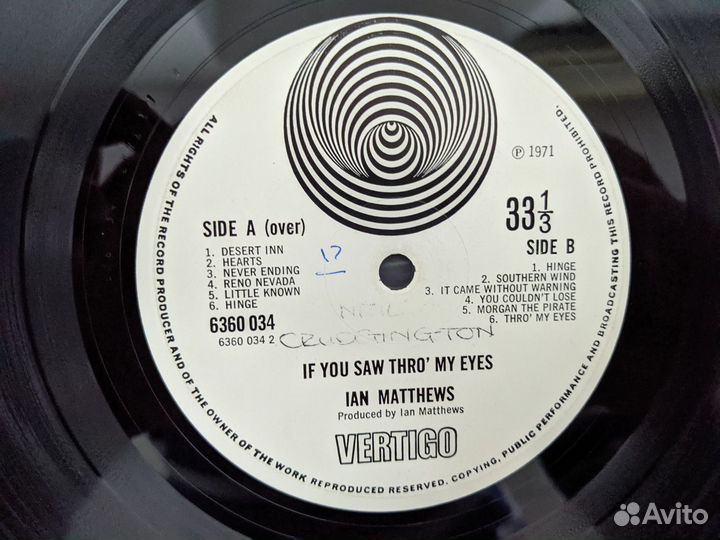 ALL RIGHTS OF THE RECORD PRODUCER AND OF THE OWNER OF THE WORK REPRODUCED RESERVED. COPYING, PUBLIC PERFORMANCE AND BROADCASTING THIS RECORD PROHIBITED.
℗ 1971
33 1/3
SIDE A (over)
1. DESERT INN
2. HEARTS
3. NEVER ENDING
4. RENO NEVADA
5. LITTLE KNOWN
6. HINGE
17
SIDE B
1. HINGE
2. SOUTHERN WIND
3. IT CAME WITHOUT WARNING
4. YOU COULDN'T LOSE
5. MORGAN THE PIRATE
6. THRO' MY EYES
6360 034
6360 034 2
NEIL
CRUDGINGTON
IF YOU SAW THRO' MY EYES
IAN MATTHEWS
Produced by Ian Matthews
VERTIGO
Avito